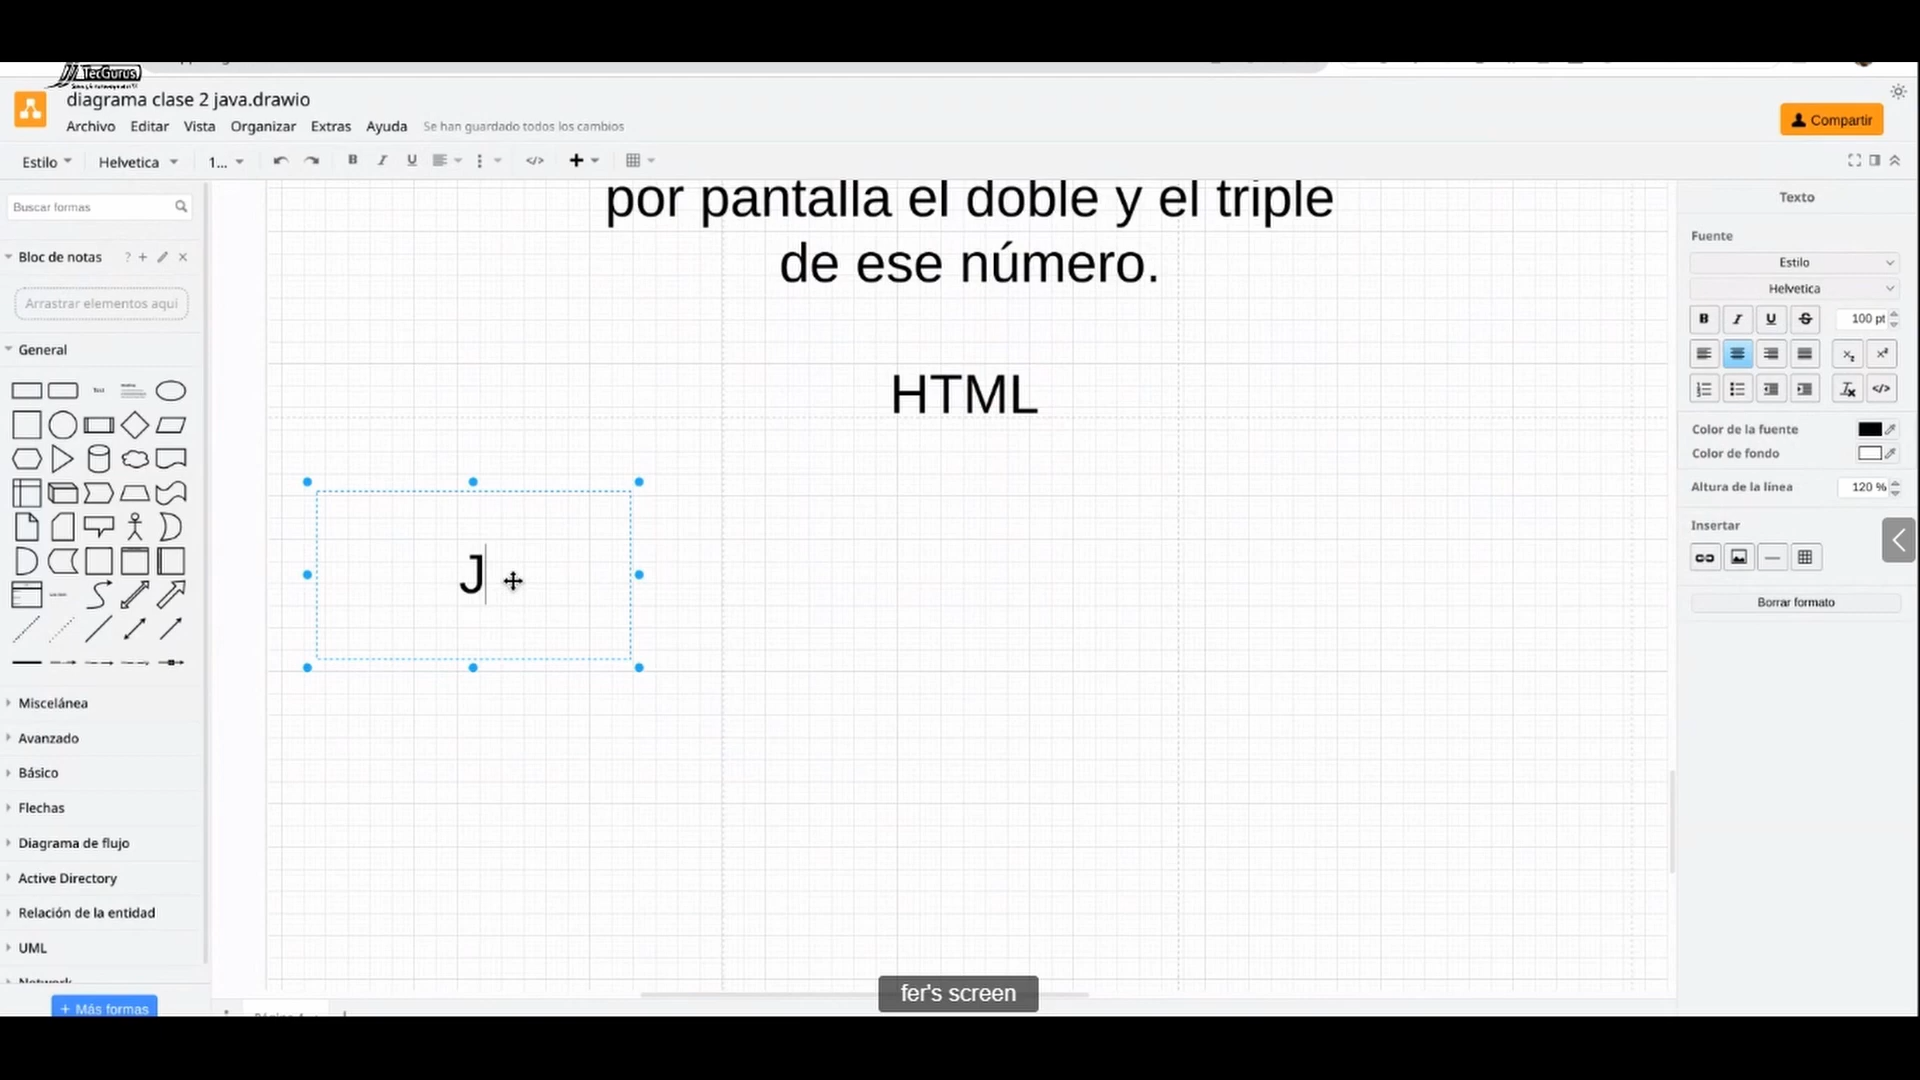 TecGurus
diagrama clase 2 java.drawio
Archivo Editar Vista Organizar Extras Ayuda Se han guardado todos los cambios
Compartir
Estilo Helvetica 1...
Buscar formas
Bloc de notas
Arrastrar elementos aquí
General
Text
Misceláneа
Avanzado
Básico
Flechas
Diagrama de flujo
Active Directory
Relación de la entidad
UML
Network
+ Más formas
por pantalla el doble y el triple
de ese número.
HTML
J
fer's screen
Texto
Fuente
Estilo
Helvetica
100 pt
Color de la fuente
Color de fondo
Altura de la línea 120 %
Insertar
Borrar formato